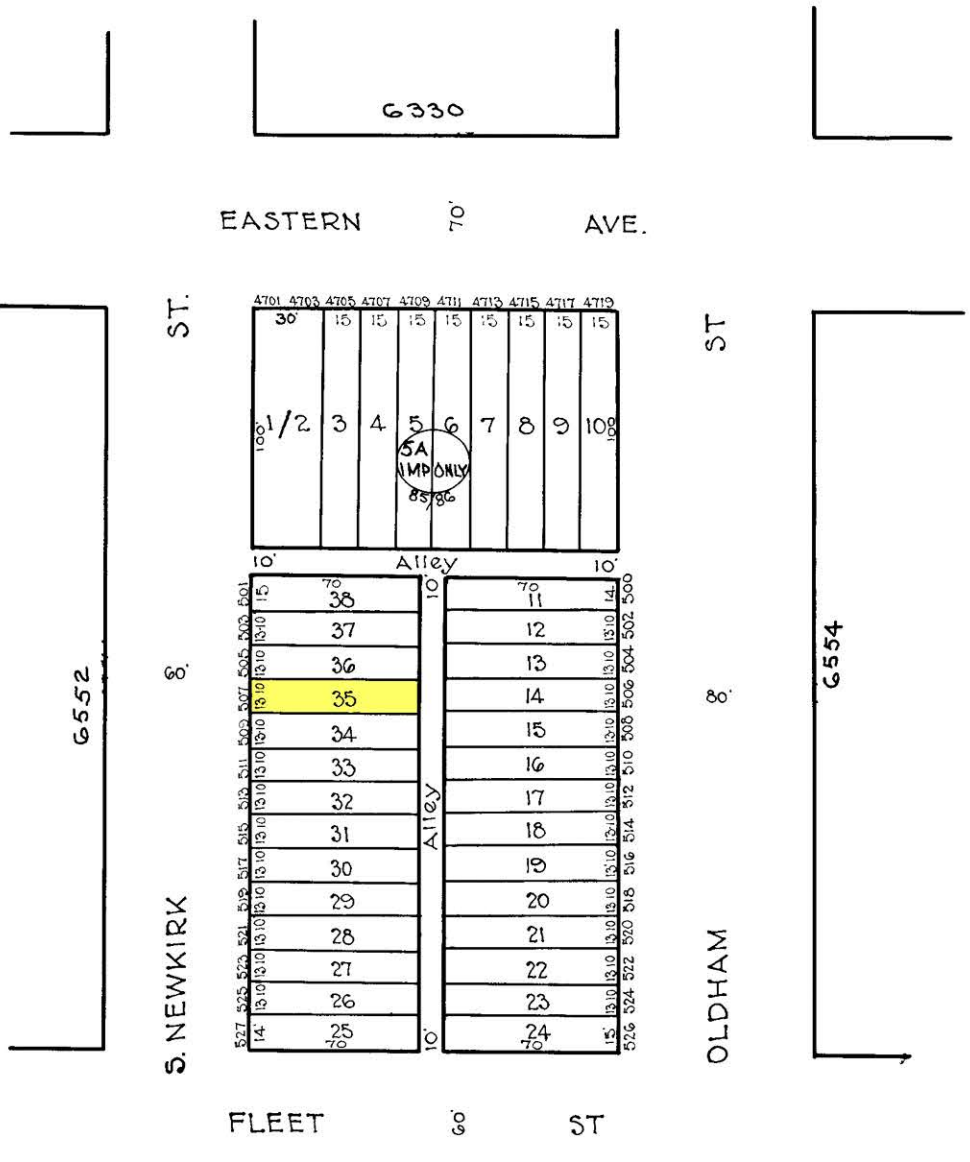 6330
EASTERN 70' AVE.
ST.
ST
4701 4703 4705 4707 4709 4711 4713 4715 4717 4719
30' 15 15 15 15 15 15 15 15
100' 1/2 3 4 5 6 7 8 9 10 100
5A
IMP ONLY
85/86
10' Alley 10'
501 15 70 38 10' 70 11 14 500
503 13·10 37 12 13·10 502
505 13·10 36 13 13·10 504
507 13·10 35 14 13·10 506
509 13·10 34 15 13·10 508
511 13·10 33 16 13·10 510
513 13·10 32 17 13·10 512
515 13·10 31 Alley 18 13·10 514
517 13·10 30 19 13·10 516
519 13·10 29 20 13·10 518
521 13·10 28 21 13·10 520
523 13·10 27 22 13·10 522
525 13·10 26 23 13·10 524
527 14' 25 70 10' 24 70 15' 526
6552
60'
S. NEWKIRK
80'
6554
OLDHAM
FLEET 60' ST